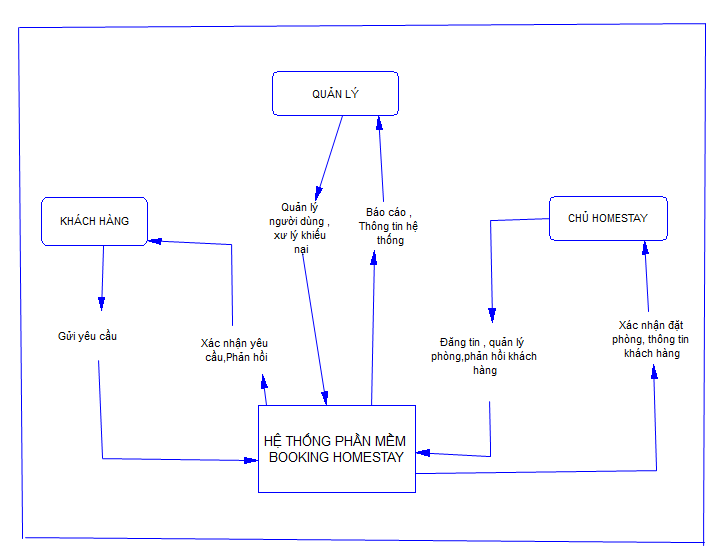 QUẢN LÝ
KHÁCH HÀNG
CHỦ HOMESTAY
Quản lý
người dùng ,
xư lý khiếu
nại
Báo cáo ,
Thông tin hệ
thống
Gửi yêu cầu
Xác nhận yêu
cầu,Phản hồi
Đăng tin , quản lý
phòng,phản hồi khách
hàng
Xác nhận đặt
phòng, thông tin
khách hàng
HỆ THỐNG PHẦN MỀM
BOOKING HOMESTAY